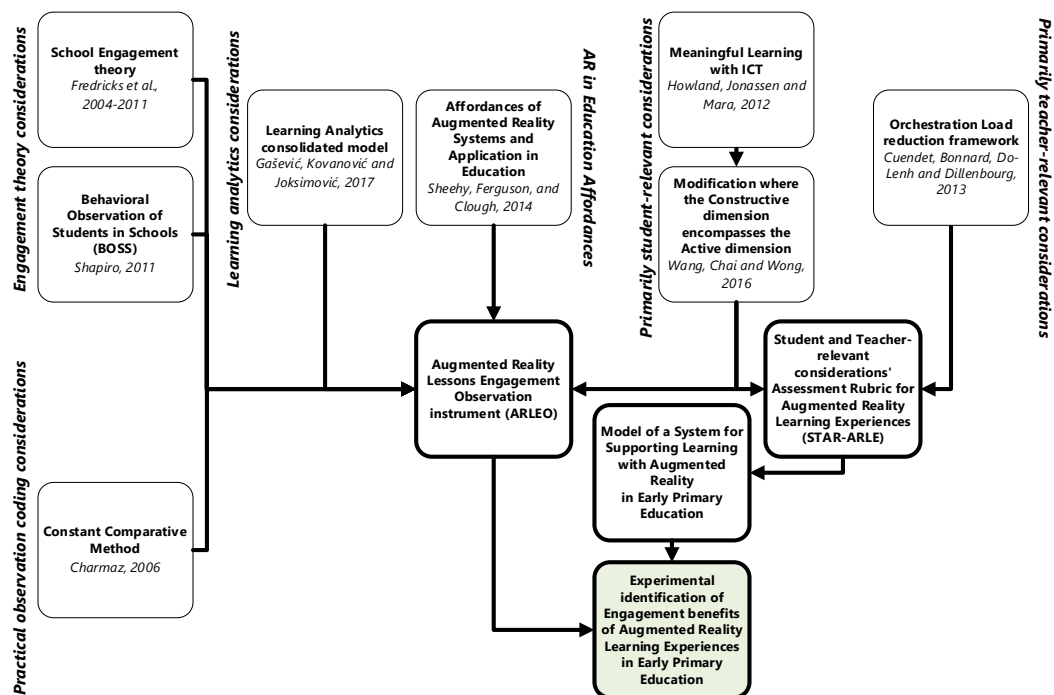 Engagement theory considerations
School Engagement
theory
Fredricks et al.,
2004-2011
Behavioral
Observation of
Students in Schools
(BOSS)
Shapiro, 2011
Practical observation coding considerations
Constant Comparative
Method
Charmaz, 2006
Learning analytics considerations
Learning Analytics
consolidated model
Gašević, Kovanović and
Joksimović, 2017
Affordances of
Augmented Reality
Systems and
Application in
Education
Sheehy, Ferguson, and
Clough, 2014
AR in Education Affordances
Primarily student-relevant considerations
Meaningful Learning
with ICT
Howland, Jonassen and
Mara, 2012
Modification where
the Constructive
dimension
encompasses the
Active dimension
Wang, Chai and Wong,
2016
Orchestration Load
reduction framework
Cuendet, Bonnard, Do-
Lenh and Dillenbourg,
2013
Primarily teacher-relevant considerations
Augmented Reality
Lessons Engagement
Observation
instrument (ARLEO)
Student and Teacher-
relevant
considerations'
Assessment Rubric for
Augmented Reality
Learning Experiences
(STAR-ARLE)
Model of a System for
Supporting Learning
with Augmented
Reality
in Early Primary
Education
Experimental
identification of
Engagement benefits
of Augmented Reality
Learning Experiences
in Early Primary
Education